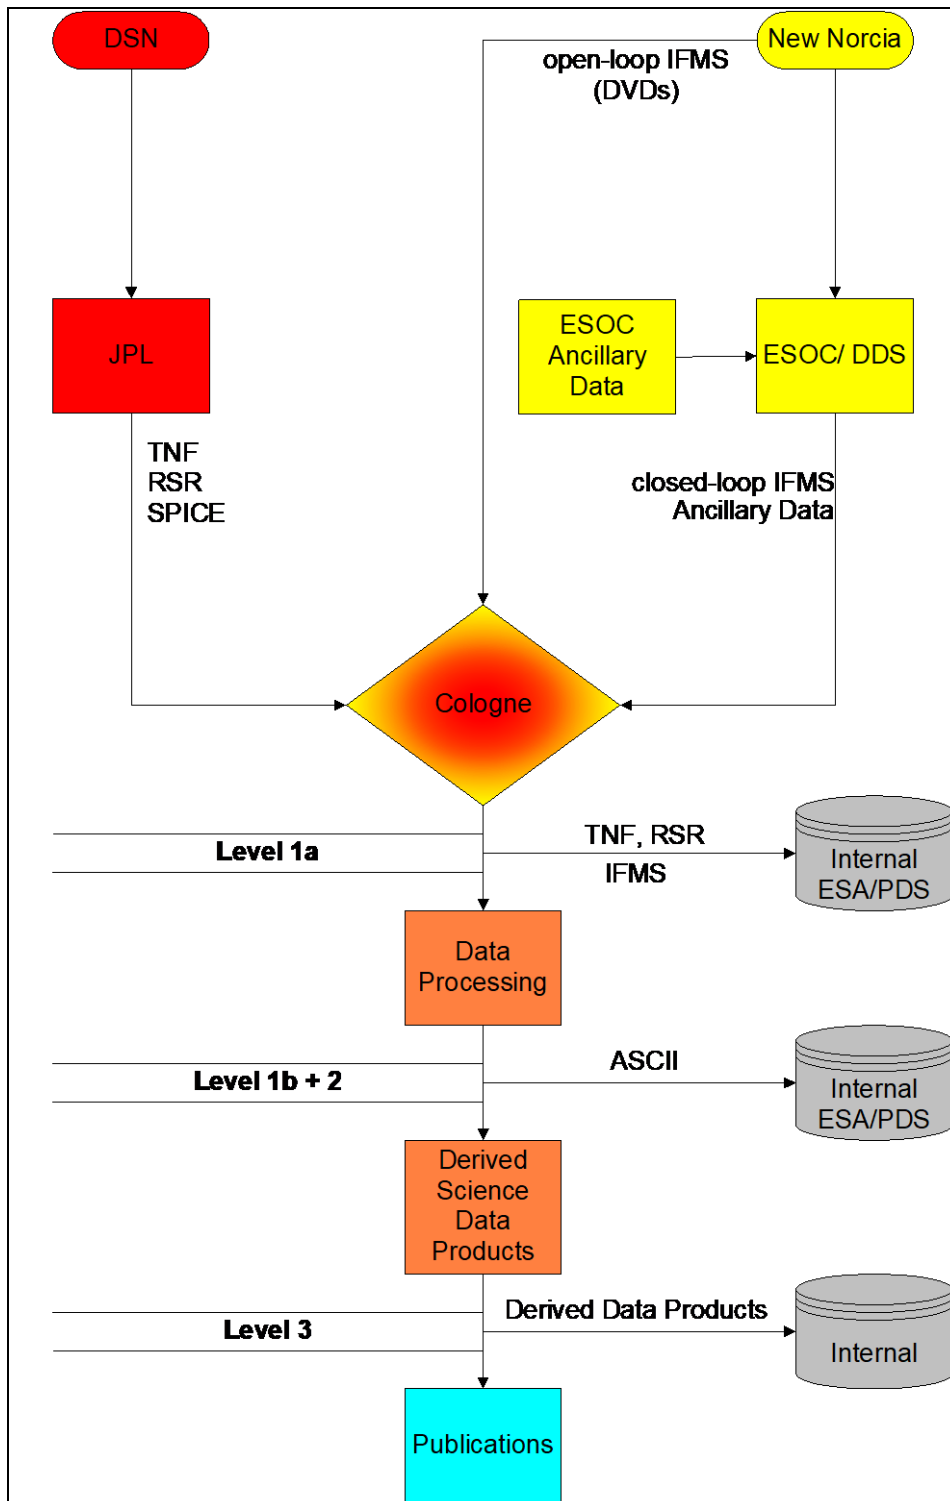 DSN
New Norcia
open-loop IFMS
(DVDs)
JPL
ESOC
Ancillary
Data
ESOC/ DDS
TNF
RSR
SPICE
closed-loop IFMS
Ancillary Data
Cologne
Level 1a
TNF, RSR
IFMS
Internal
ESA/PDS
Data
Processing
Level 1b + 2
ASCII
Internal
ESA/PDS
Derived
Science
Data
Products
Level 3
Derived Data Products
Internal
Publications